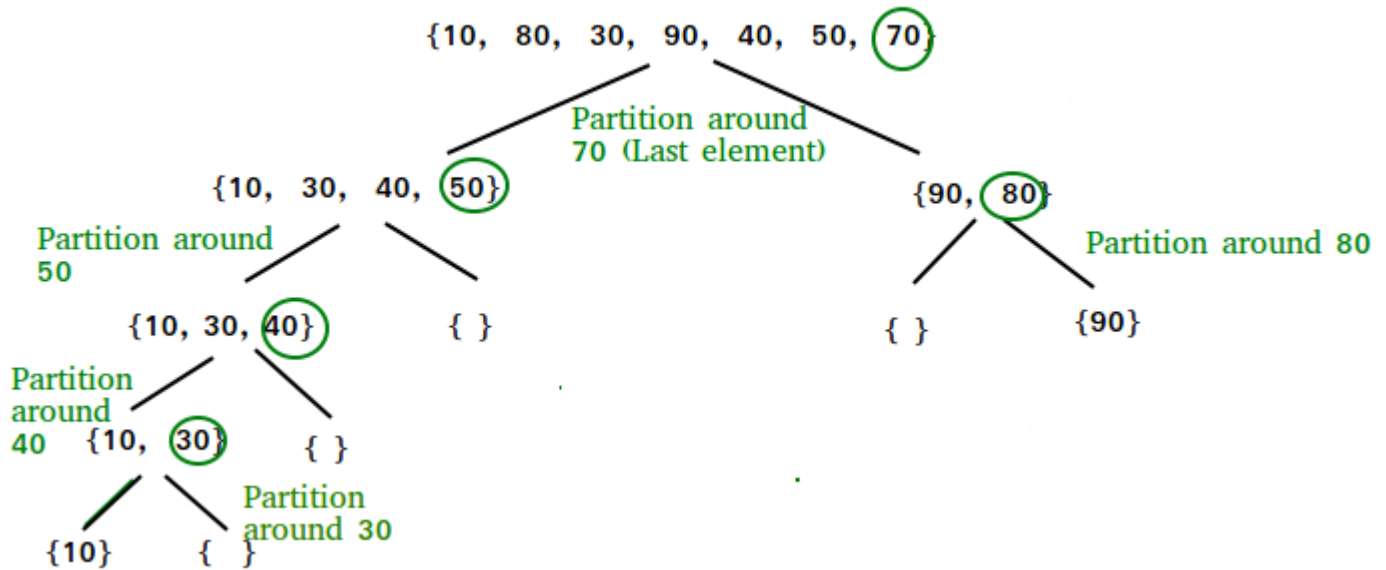 {10, 80, 30, 90, 40, 50, 70}
Partition around
70 (Last element)
{10, 30, 40, 50}
{90, 80}
Partition around
50
Partition around 80
{10, 30, 40}
{ }
{ }
{90}
Partition
around
40
{10, 30}
{ }
Partition
around 30
{10}
{ }